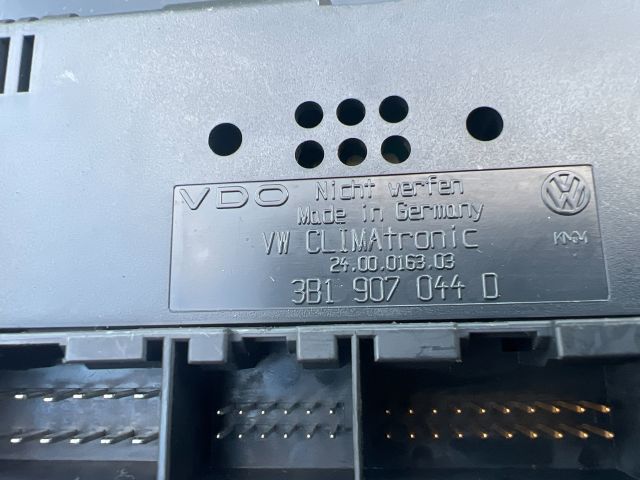 VDO Nicht werfen
Made in Germany
VW CLIMAtronic
24.00.0163.03
3B1 907 044 D